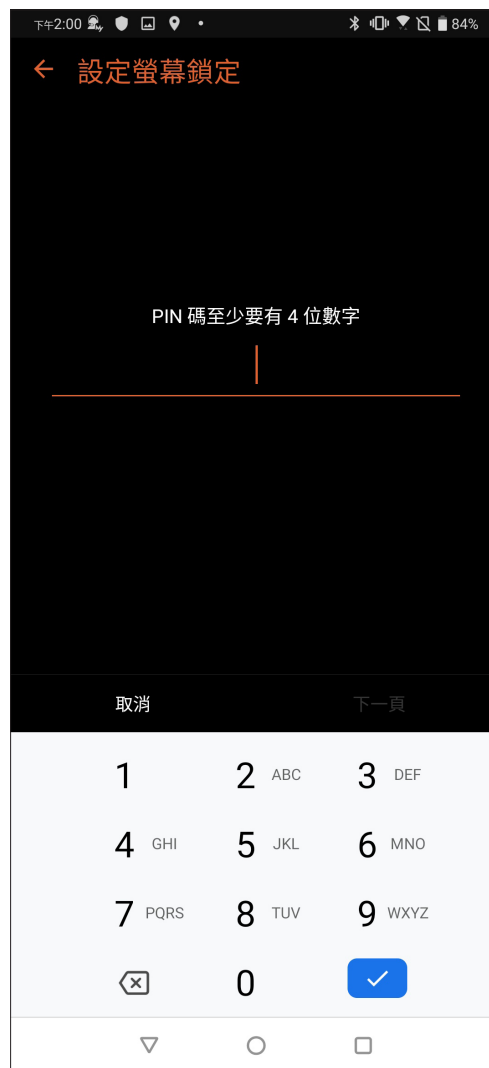 下午2:00 84%
設定螢幕鎖定
PIN 碼至少要有 4 位數字
取消 下一頁
1 2 ABC 3 DEF
4 GHI 5 JKL 6 MNO
7 PQRS 8 TUV 9 WXYZ
0